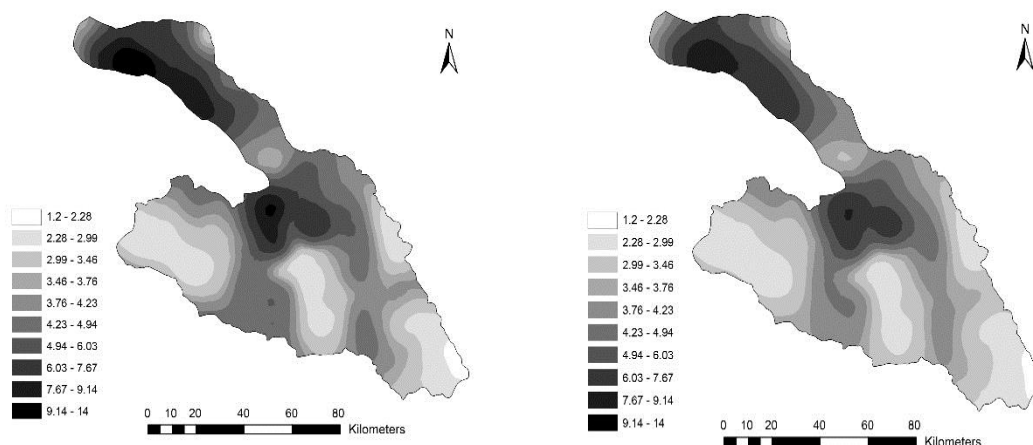 N
1.2 - 2.28
2.28 - 2.99
2.99 - 3.46
3.46 - 3.76
3.76 - 4.23
4.23 - 4.94
4.94 - 6.03
6.03 - 7.67
7.67 - 9.14
9.14 - 14
0 10 20 40 60 80
Kilometers
N
1.2 - 2.28
2.28 - 2.99
2.99 - 3.46
3.46 - 3.76
3.76 - 4.23
4.23 - 4.94
4.94 - 6.03
6.03 - 7.67
7.67 - 9.14
9.14 - 14
0 10 20 40 60 80
Kilometers